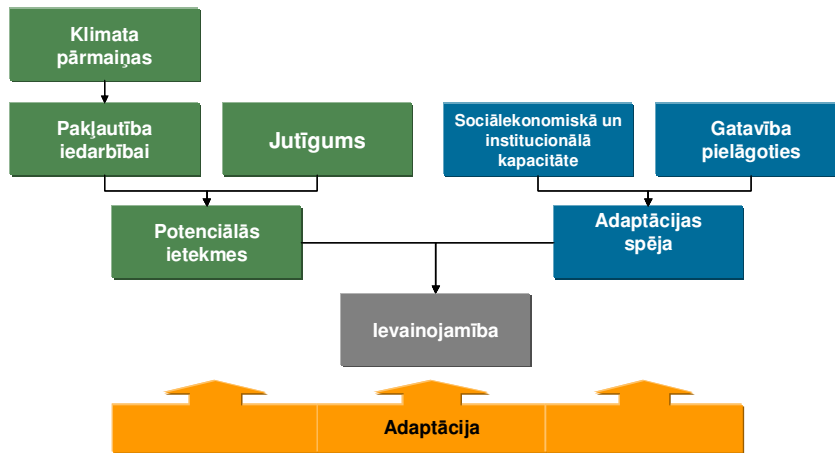 Klimata
pārmaiņas
Pakļautība
iedarbībai
Jutīgums
Sociālekonomiskā un
institucionālā
kapacitāte
Gatavība
pielāgoties
Potenciālās
ietekmes
Adaptācijas
spēja
Ievainojamība
Adaptācija